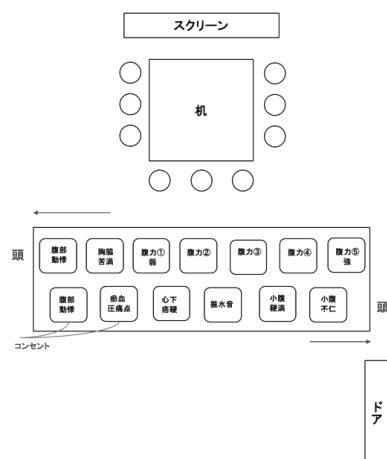 スクリーン
机
頭
腹部
動悸
胸脇
苦満
腹力①
弱
腹力②
腹力③
腹力④
腹力⑤
強
腹部
動悸
瘀血
圧痛点
心下
痞鞕
振水音
小腹
鞕満
小腹
不仁
頭
コンセント
ドア